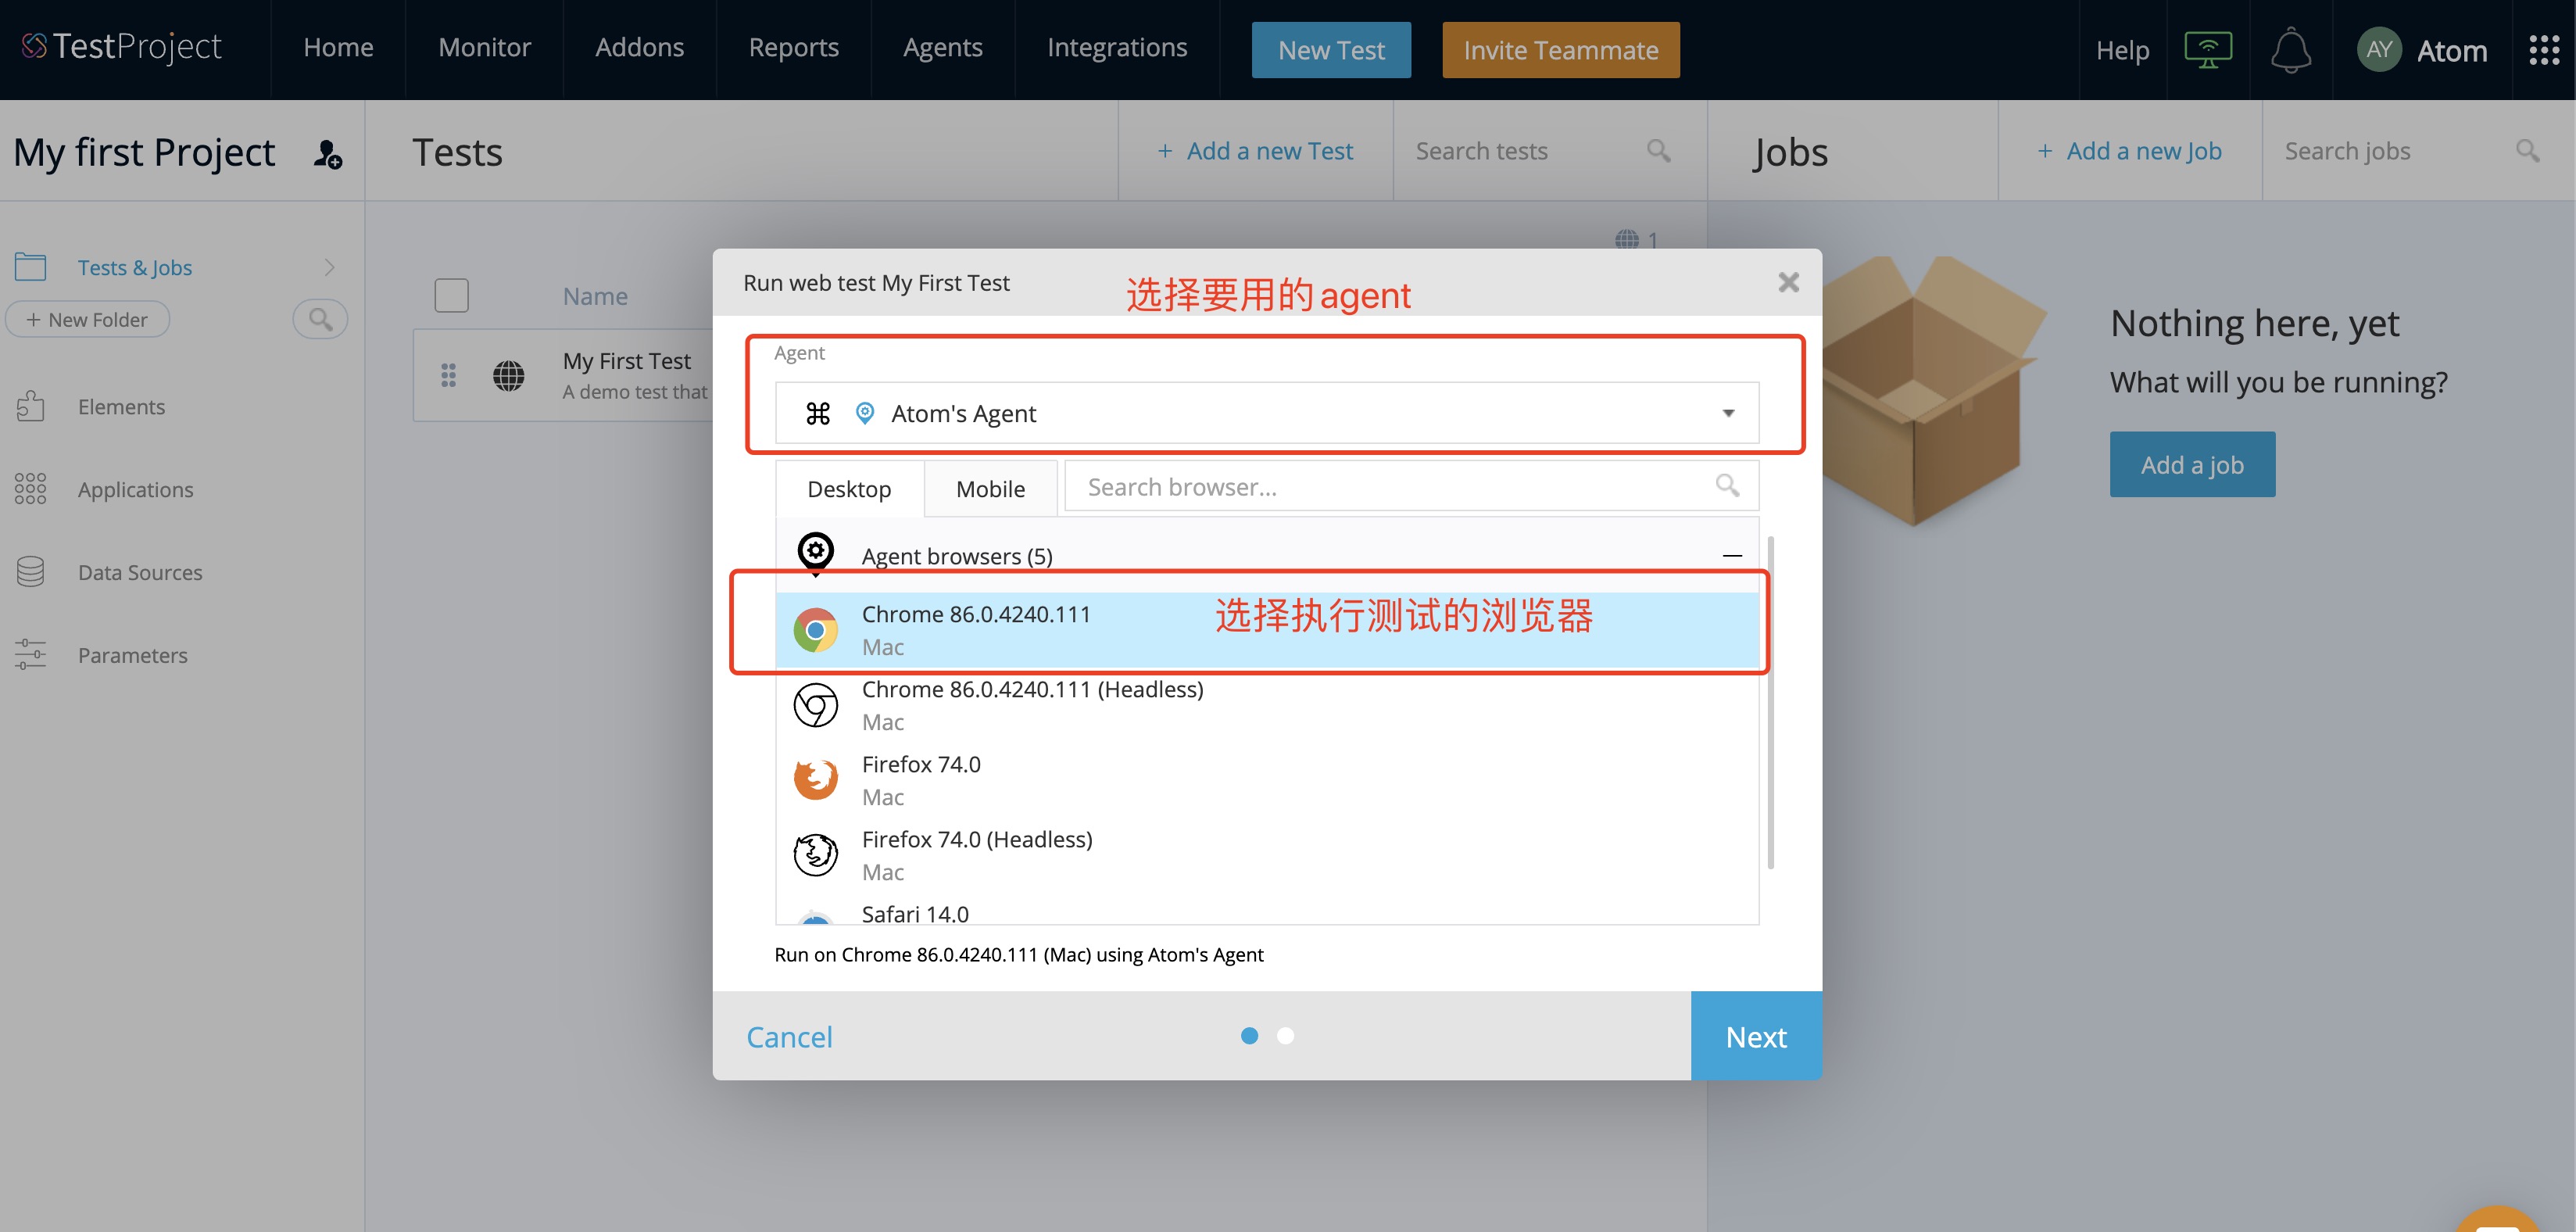 TestProject
Home
Monitor
Addons
Reports
Agents
Integrations
New Test
Invite Teammate
Help
AY
Atom
My first Project
Tests
+ Add a new Test
Search tests
Jobs
+ Add a new Job
Search jobs
Tests & Jobs
+ New Folder
Elements
Applications
Data Sources
Parameters
1
Name
My First Test
A demo test that
Run web test My First Test
选择要用的agent
Agent
Atom's Agent
Desktop
Mobile
Search browser...
Agent browsers (5)
Chrome 86.0.4240.111
选择执行测试的浏览器
Mac
Chrome 86.0.4240.111 (Headless)
Mac
Firefox 74.0
Mac
Firefox 74.0 (Headless)
Mac
Safari 14.0
Run on Chrome 86.0.4240.111 (Mac) using Atom's Agent
Cancel
Next
Nothing here, yet
What will you be running?
Add a job